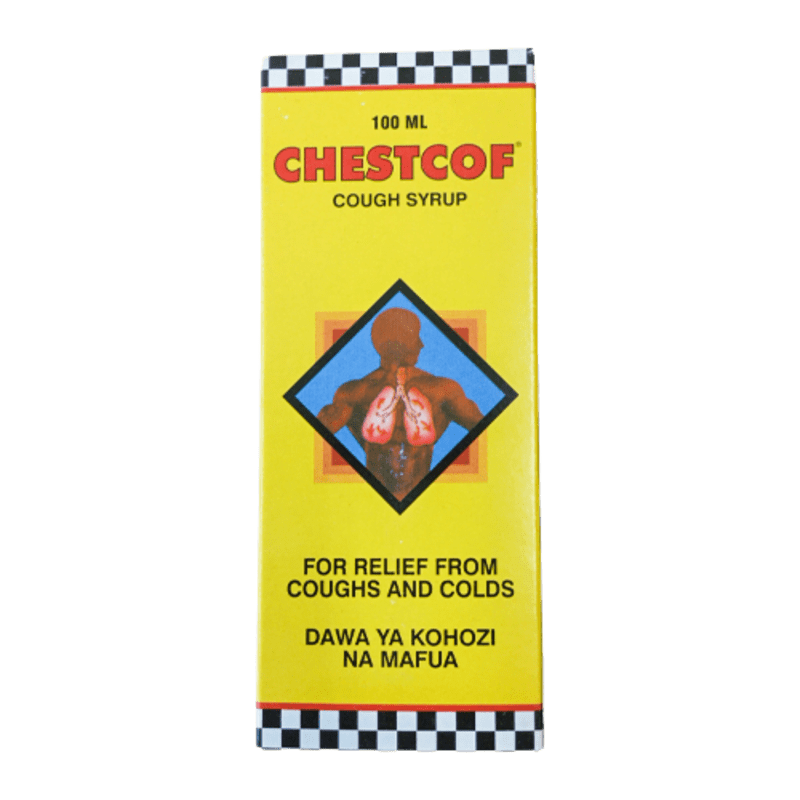 100 ML
CHESTCOF®
COUGH SYRUP
FOR RELIEF FROM
COUGHS AND COLDS
DAWA YA KOHOZI
NA MAFUA